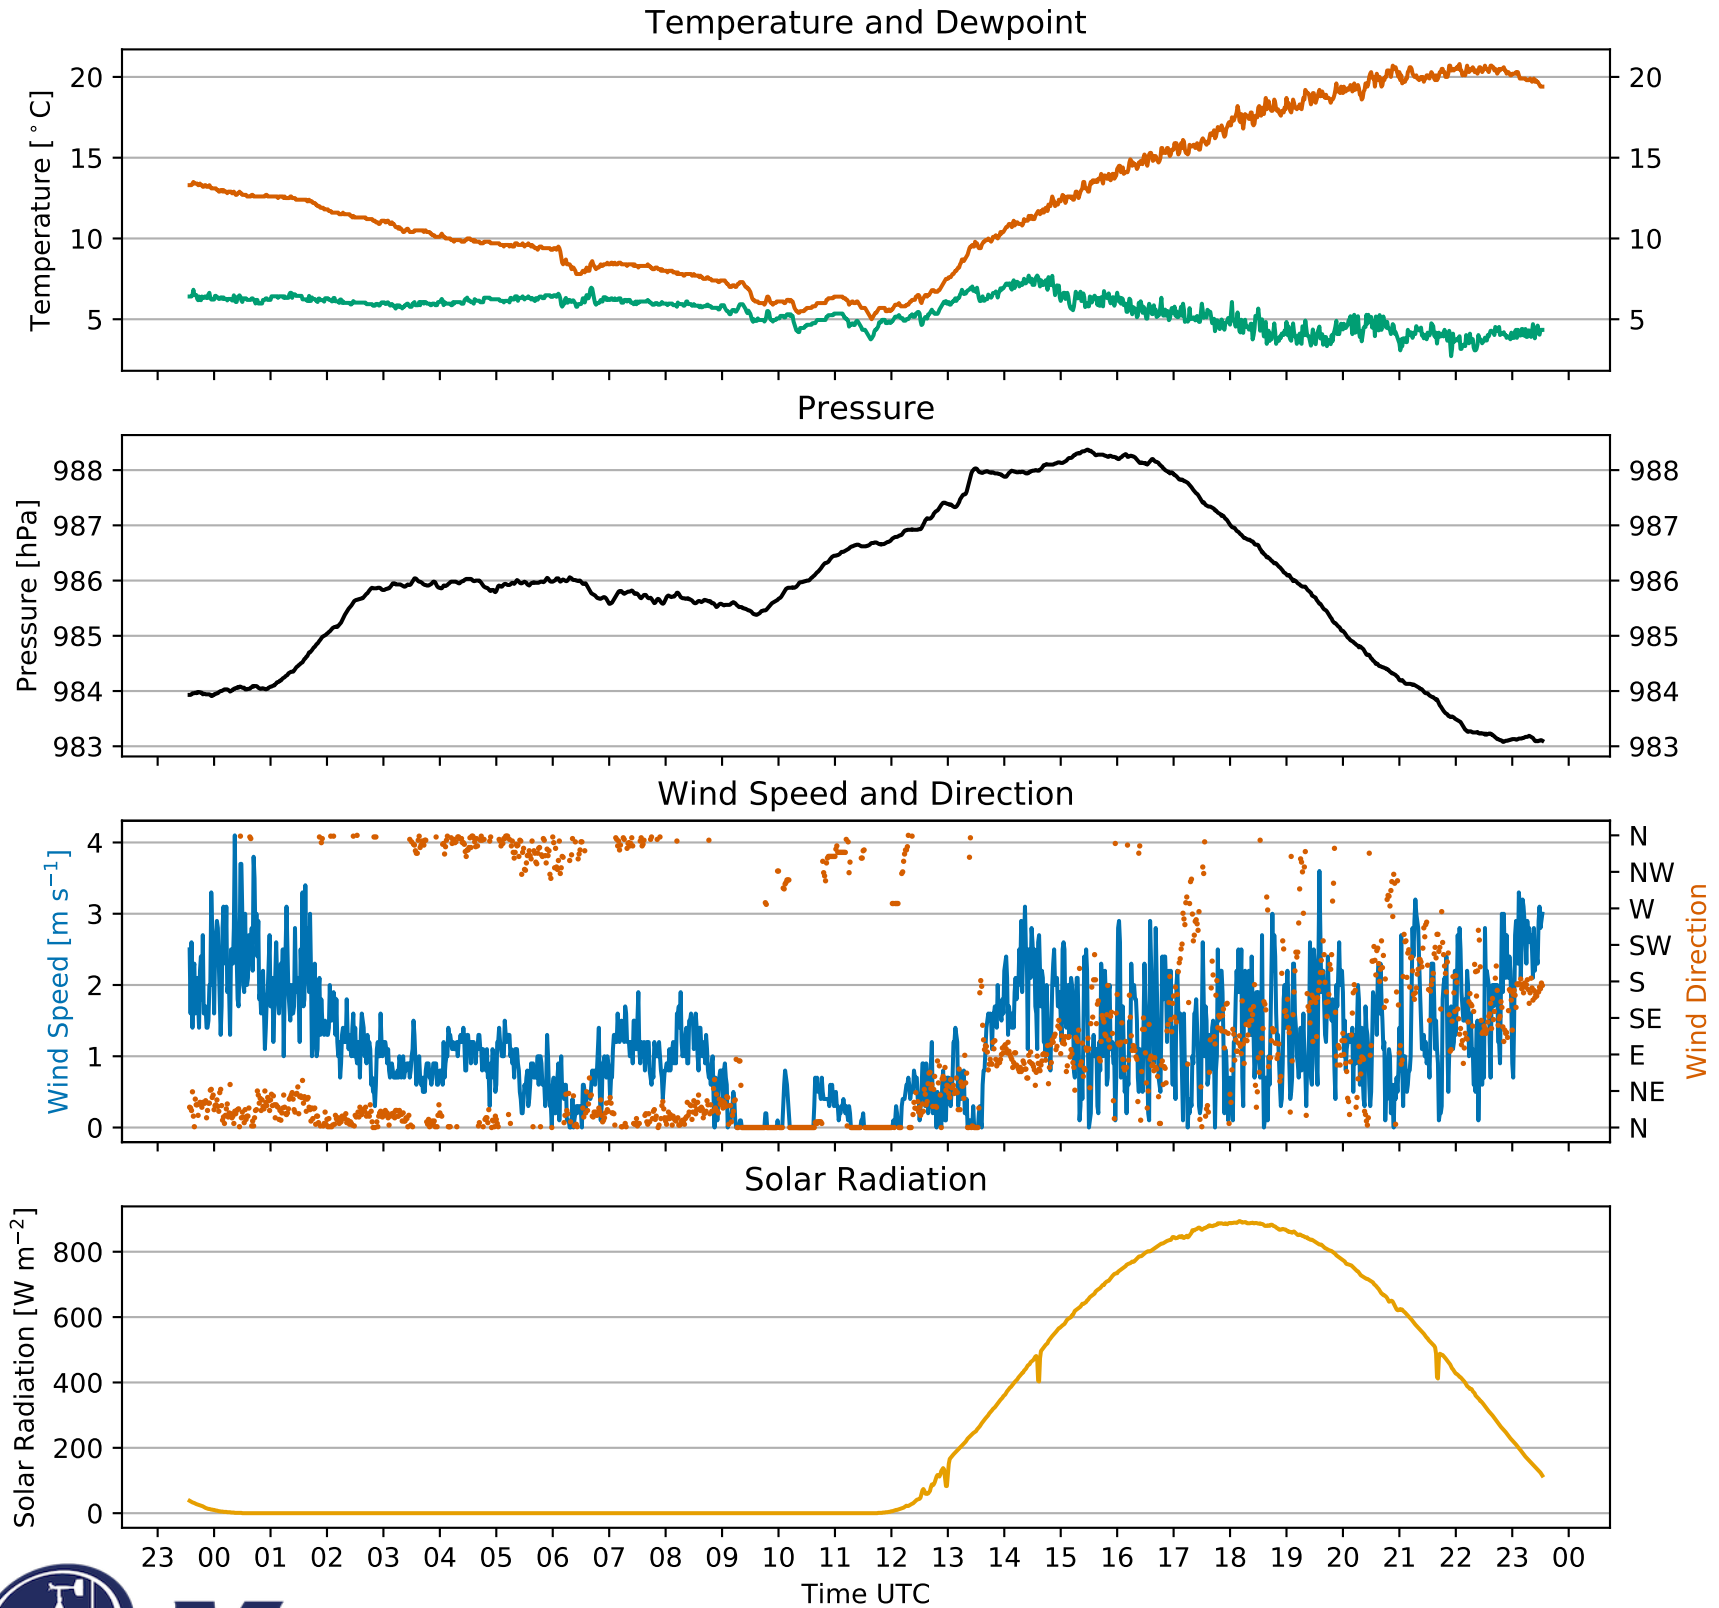 Temperature and Dewpoint
Temperature [°C]
20
15
10
5
20
15
10
5
Pressure
Pressure [hPa]
988
987
986
985
984
983
988
987
986
985
984
983
Wind Speed and Direction
Wind Speed [m s−1]
4
3
2
1
0
N
NW
W
SW
S
SE
E
NE
N
Wind Direction
Solar Radiation
Solar Radiation [W m−2]
800
600
400
200
0
23 00 01 02 03 04 05 06 07 08 09 10 11 12 13 14 15 16 17 18 19 20 21 22 23 00
Time UTC